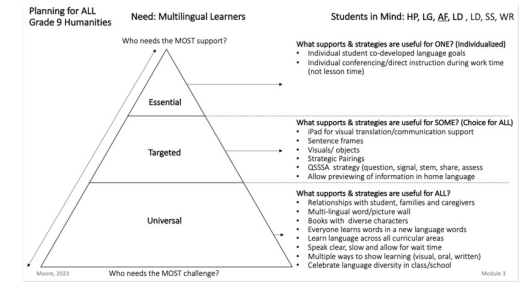 Planning for ALL
Grade 9 Humanities
Need: Multilingual Learners
Students in Mind: HP, LG, AF, LD , LD, SS, WR
Who needs the MOST support?
Essential
Targeted
Universal
Who needs the MOST challenge?
What supports & strategies are useful for ONE? (Individualized)
• Individual student co-developed language goals
• Individual conferencing/direct instruction during work time
(not lesson time)
What supports & strategies are useful for SOME? (Choice for ALL)
• iPad for visual translation/communication support
• Sentence frames
• Visuals/ objects
• Strategic Pairings
• QSSSA strategy (question, signal, stem, share, assess
• Allow previewing of information in home language
What supports & strategies are useful for ALL?
• Relationships with student, families and caregivers
• Multi-lingual word/picture wall
• Books with diverse characters
• Everyone learns words in a new language words
• Learn language across all curricular areas
• Speak clear, slow and allow for wait time
• Multiple ways to show learning (visual, oral, written)
• Celebrate language diversity in class/school
Moore, 2023
Module 3